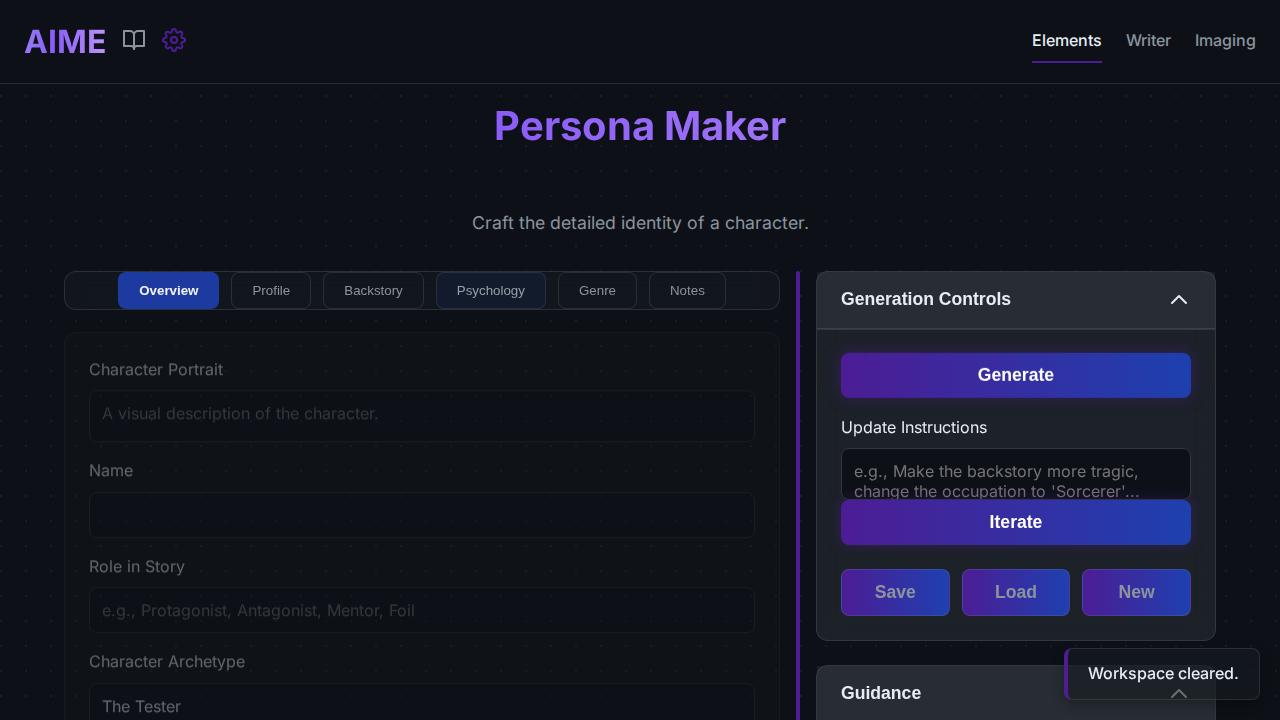 AIME
Elements Writer Imaging
Persona Maker
Craft the detailed identity of a character.
Overview Profile Backstory Psychology Genre Notes
Character Portrait
A visual description of the character.
Name
Role in Story
e.g., Protagonist, Antagonist, Mentor, Foil
Character Archetype
The Tester
Generation Controls
Generate
Update Instructions
e.g., Make the backstory more tragic,
change the occupation to 'Sorcerer'...
Iterate
Save Load New
Guidance
Workspace cleared.